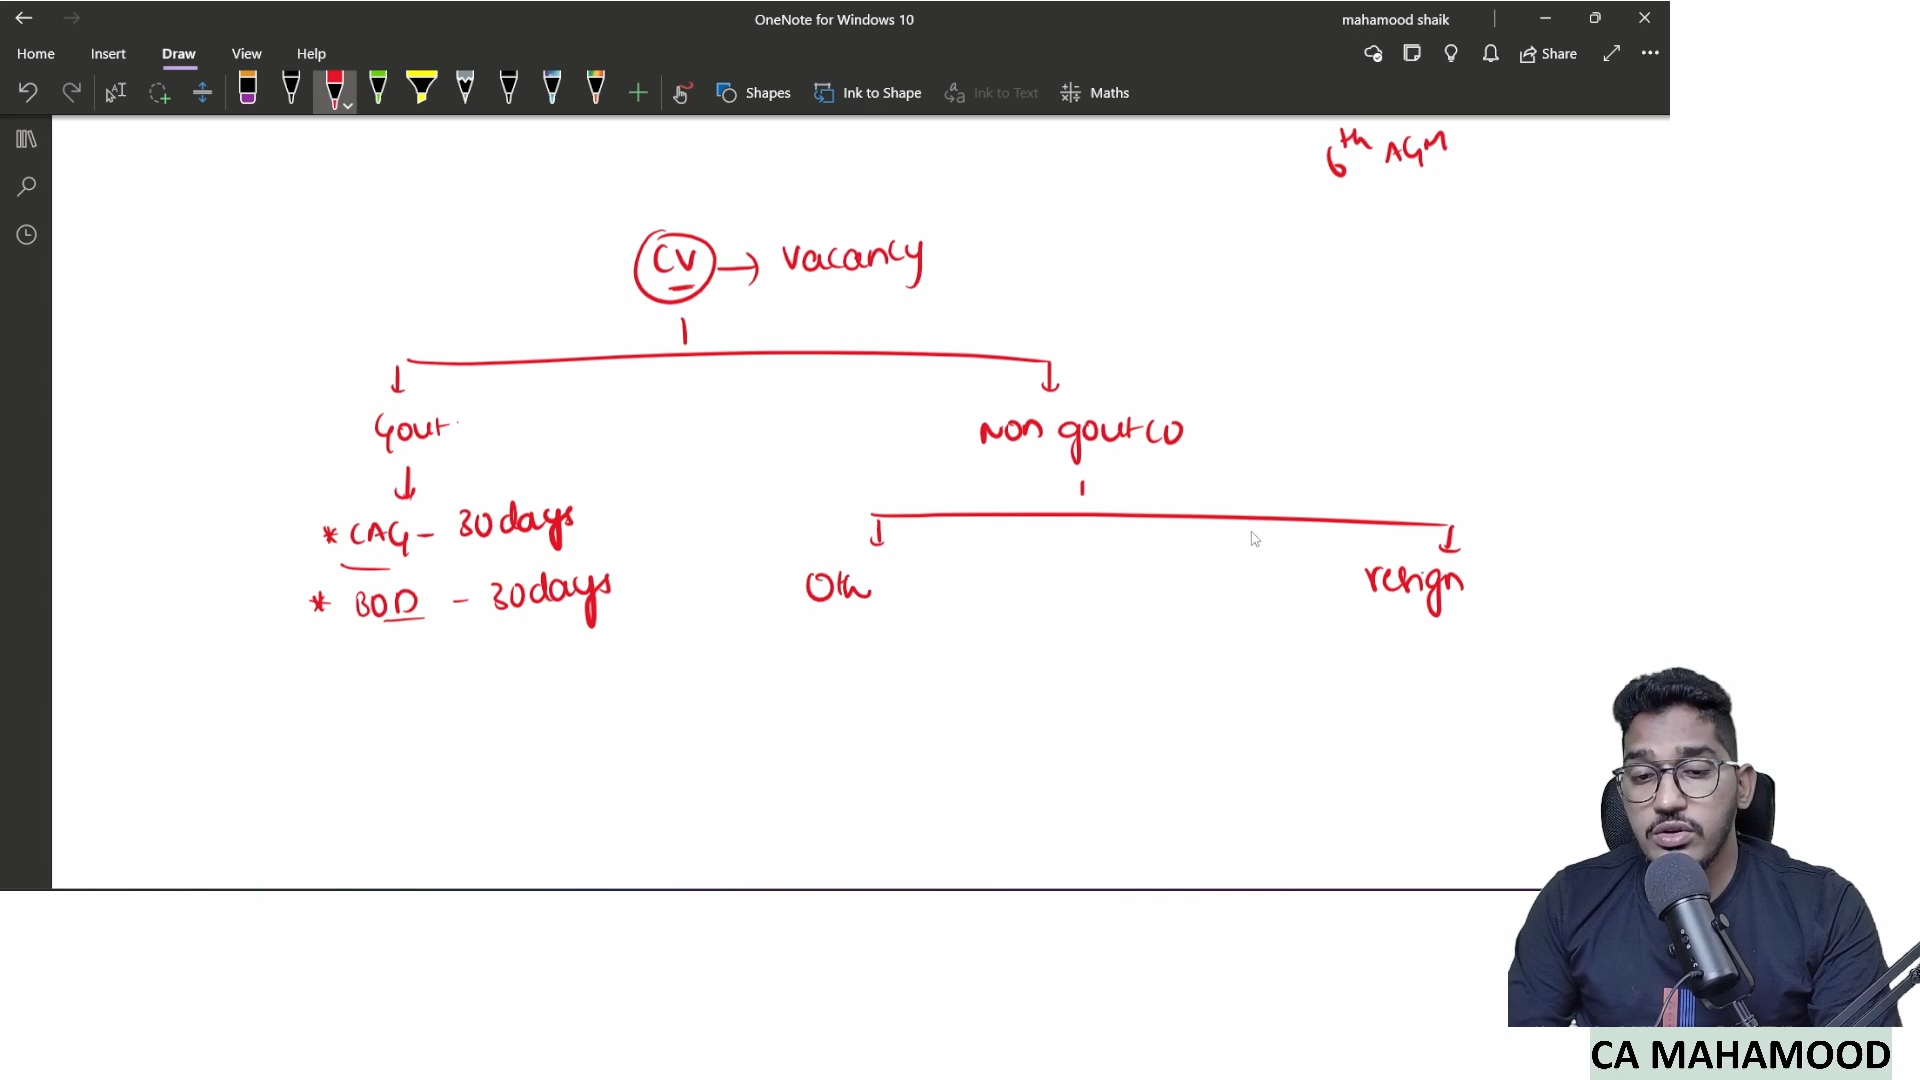 OneNote for Windows 10
mahamood shaik
Home Insert Draw View Help
Share
Shapes Ink to Shape Ink to Text Maths
6th AGM
CV → vacancy
Govt
Non govt co
* CAG - 30 days
* BOD - 30 days
Oth
resign
CA MAHAMOOD